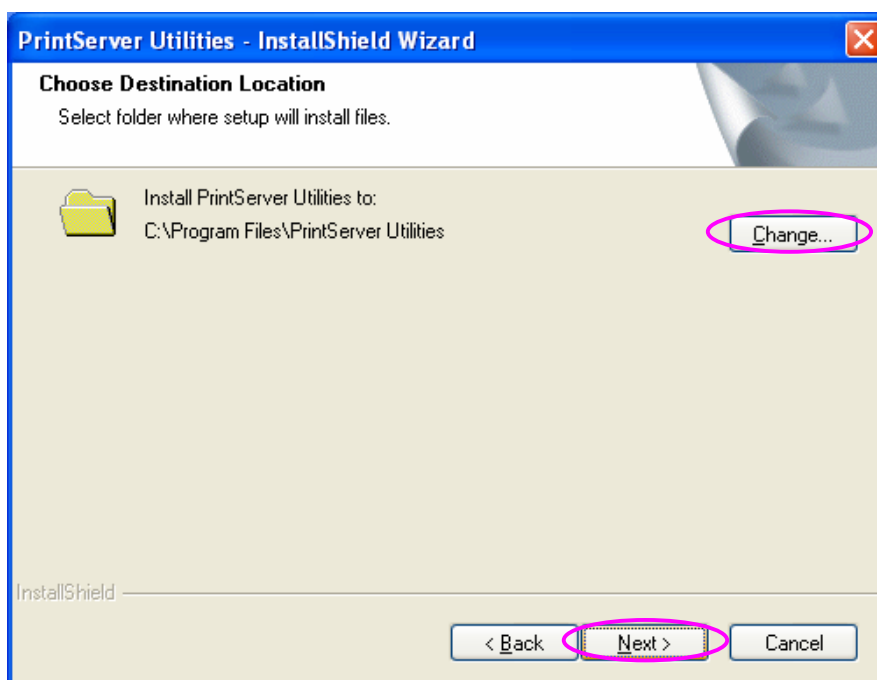 PrintServer Utilities - InstallShield Wizard
Choose Destination Location
Select folder where setup will install files.
Install PrintServer Utilities to:
C:\Program Files\PrintServer Utilities
Change...
InstallShield
< Back Next > Cancel